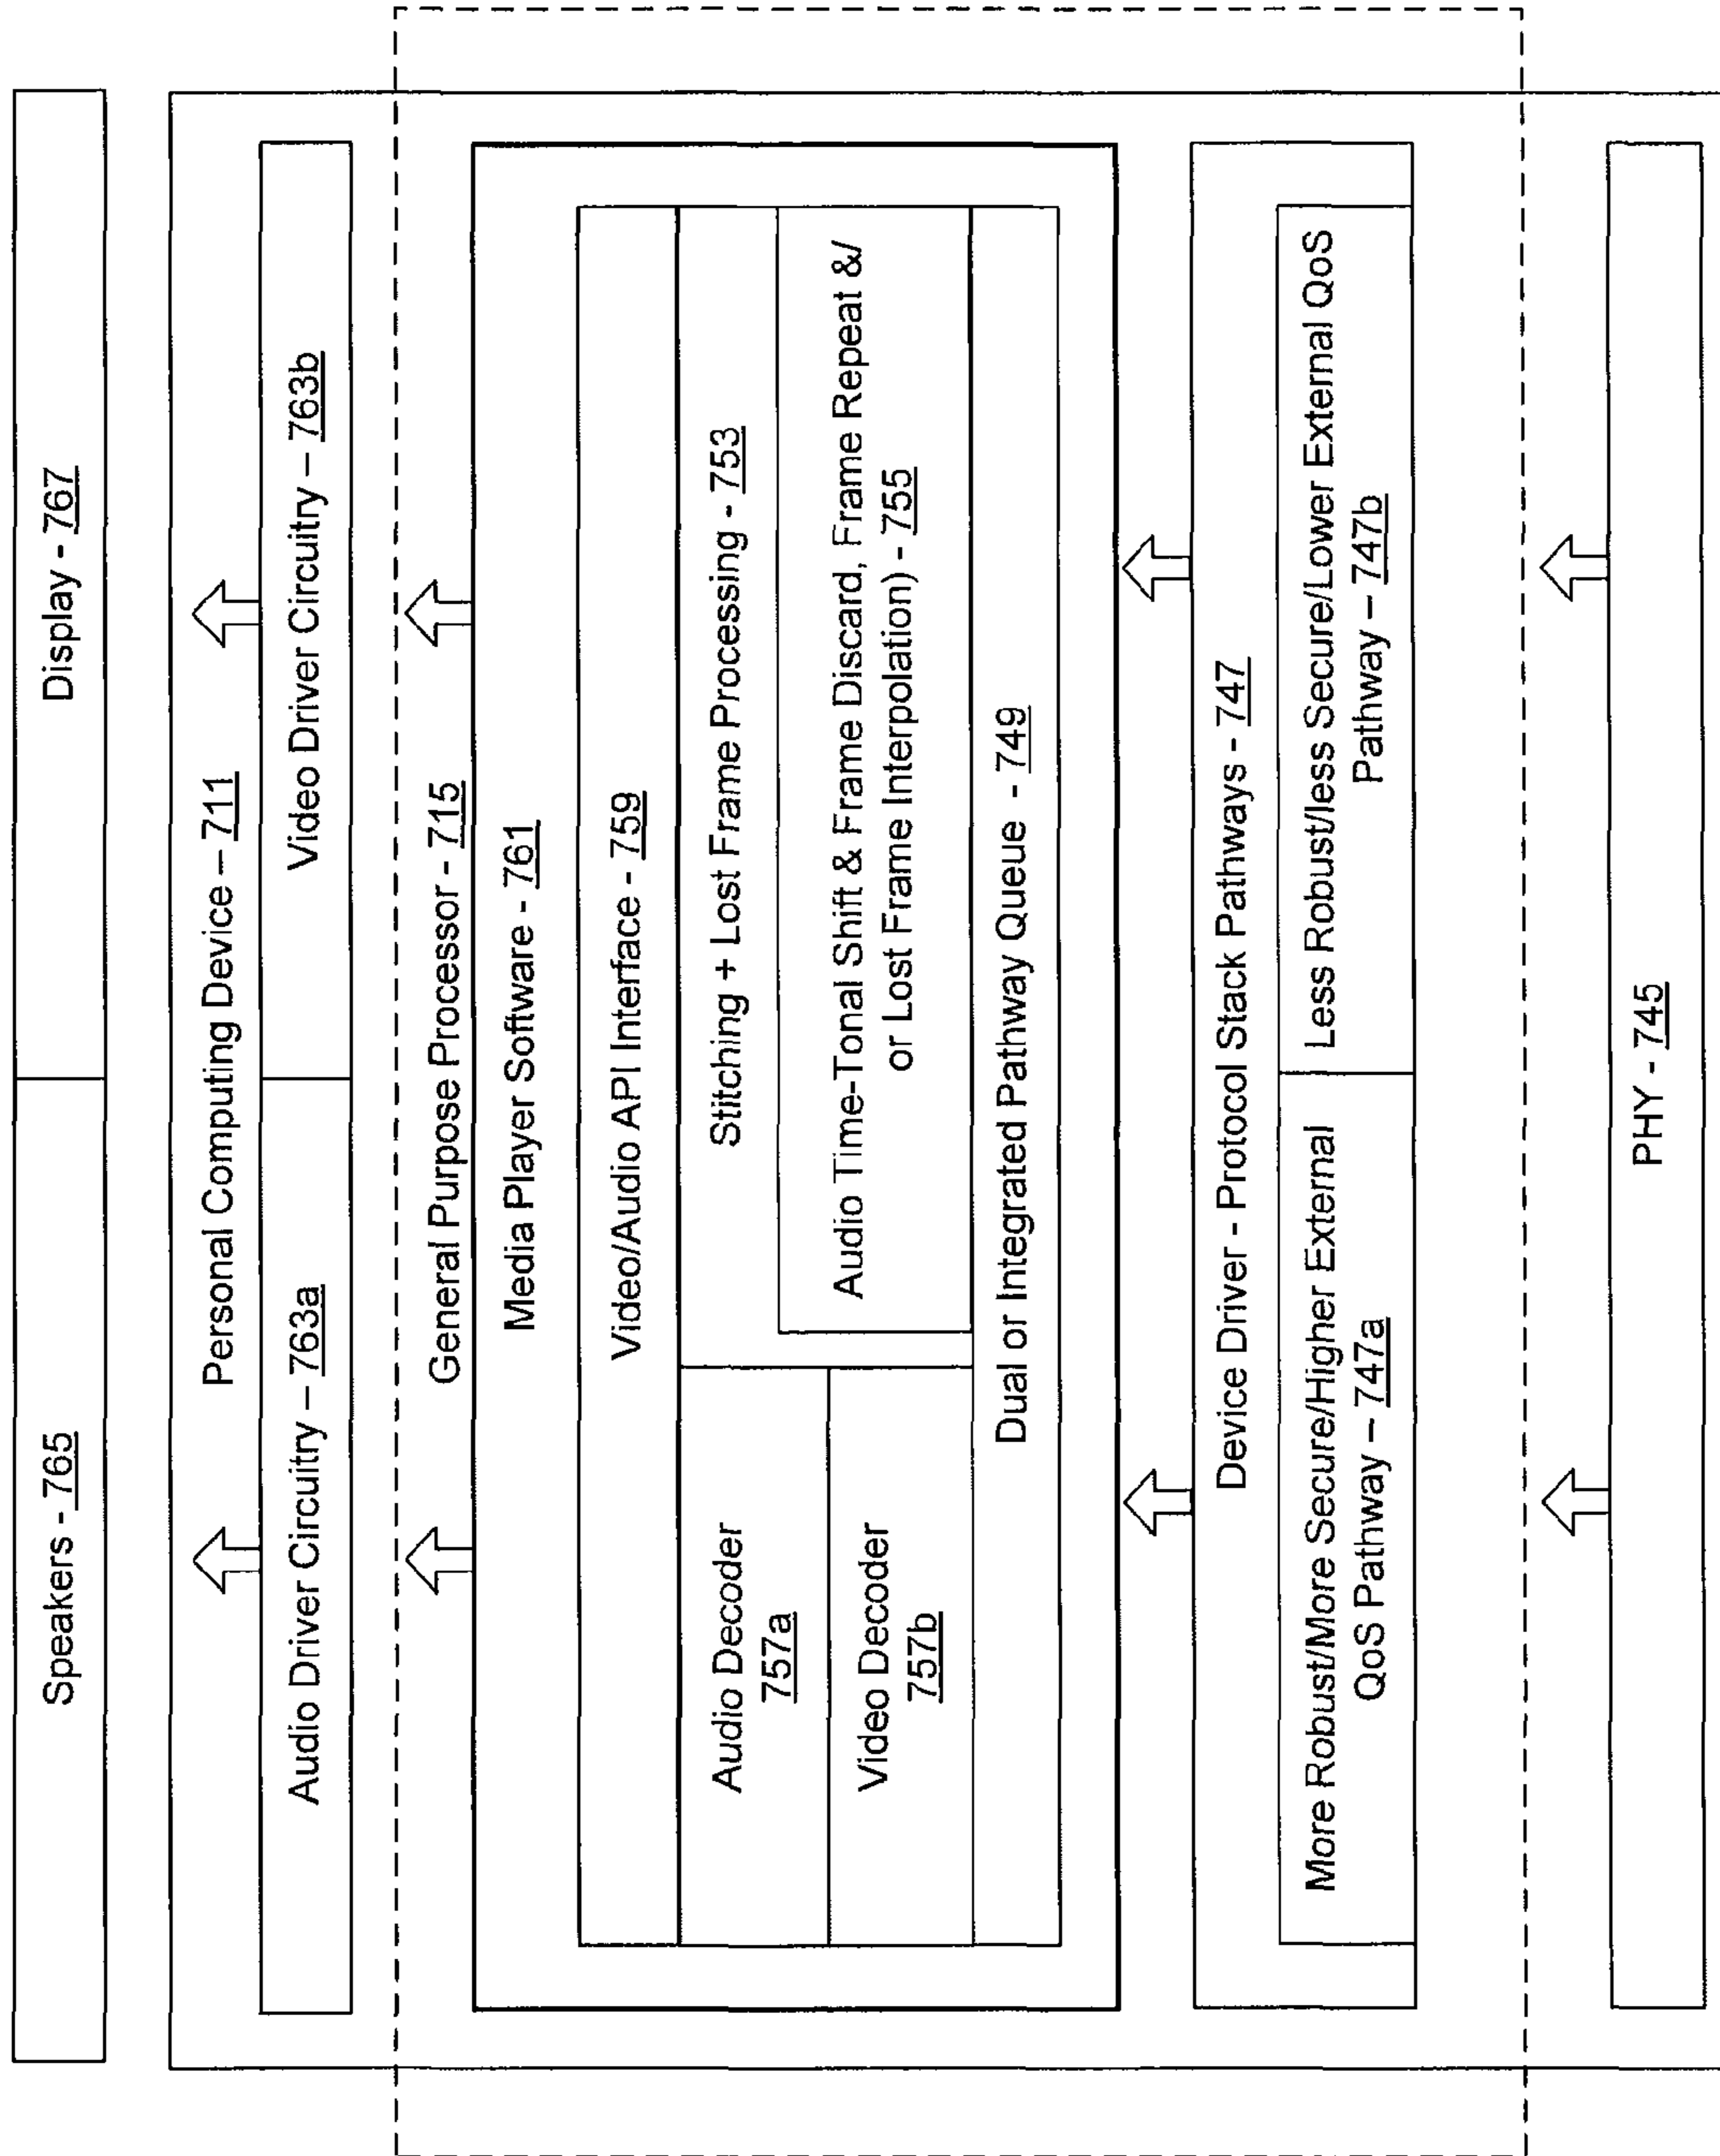 Speakers - 765
Display - 767
Personal Computing Device – 711
Audio Driver Circuitry – 763a
Video Driver Circuitry – 763b
General Purpose Processor - 715
Media Player Software - 761
Video/Audio API Interface - 759
Audio Decoder
757a
Video Decoder
757b
Stitching + Lost Frame Processing - 753
Audio Time-Tonal Shift & Frame Discard, Frame Repeat &/
or Lost Frame Interpolation) - 755
Dual or Integrated Pathway Queue - 749
Device Driver - Protocol Stack Pathways - 747
More Robust/More Secure/Higher External
QoS Pathway – 747a
Less Robust/less Secure/Lower External QoS
Pathway – 747b
PHY - 745